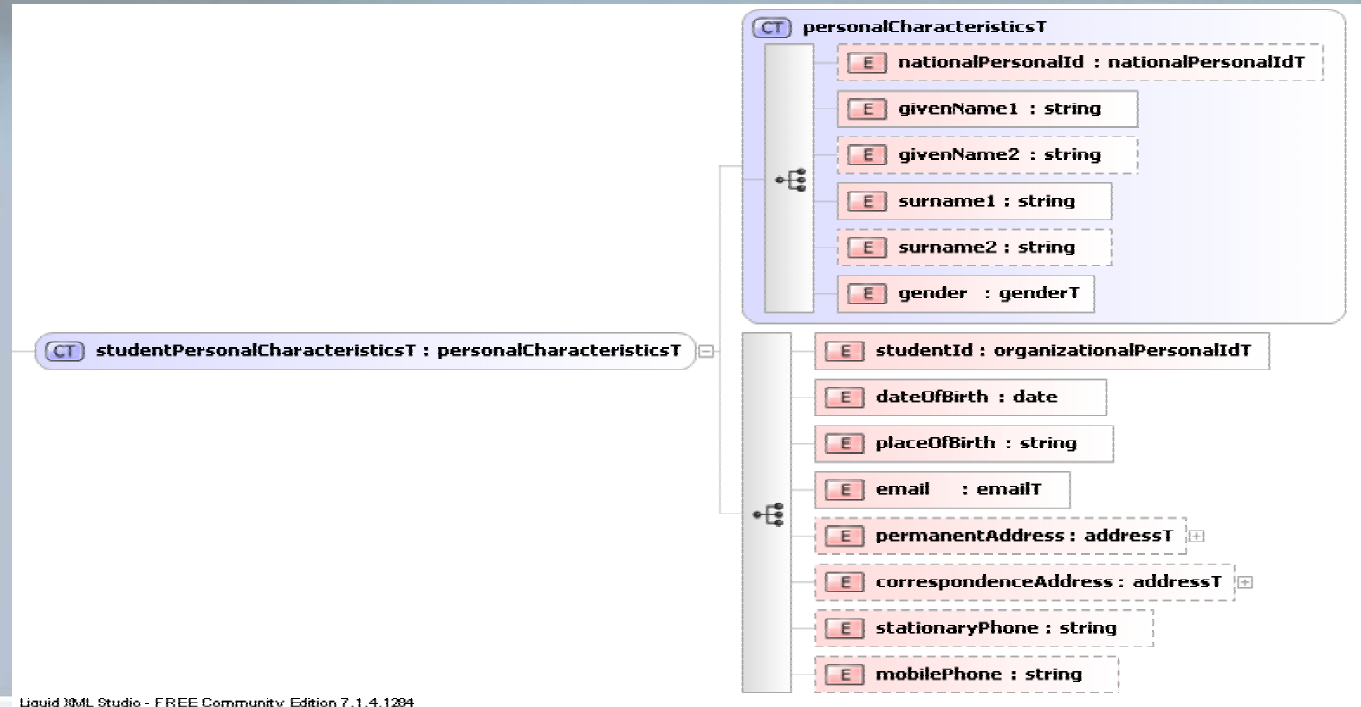 CT personalCharacteristicsT
E nationalPersonalId : nationalPersonalIdT
E givenName1 : string
E givenName2 : string
E surname1 : string
E surname2 : string
E gender : genderT
CT studentPersonalCharacteristicsT : personalCharacteristicsT
E studentId : organizationalPersonalIdT
E dateOfBirth : date
E placeOfBirth : string
E email : emailT
E permanentAddress : addressT
E correspondenceAddress : addressT
E stationaryPhone : string
E mobilePhone : string
Liquid XML Studio - FREE Community Edition 7.1.4.1284